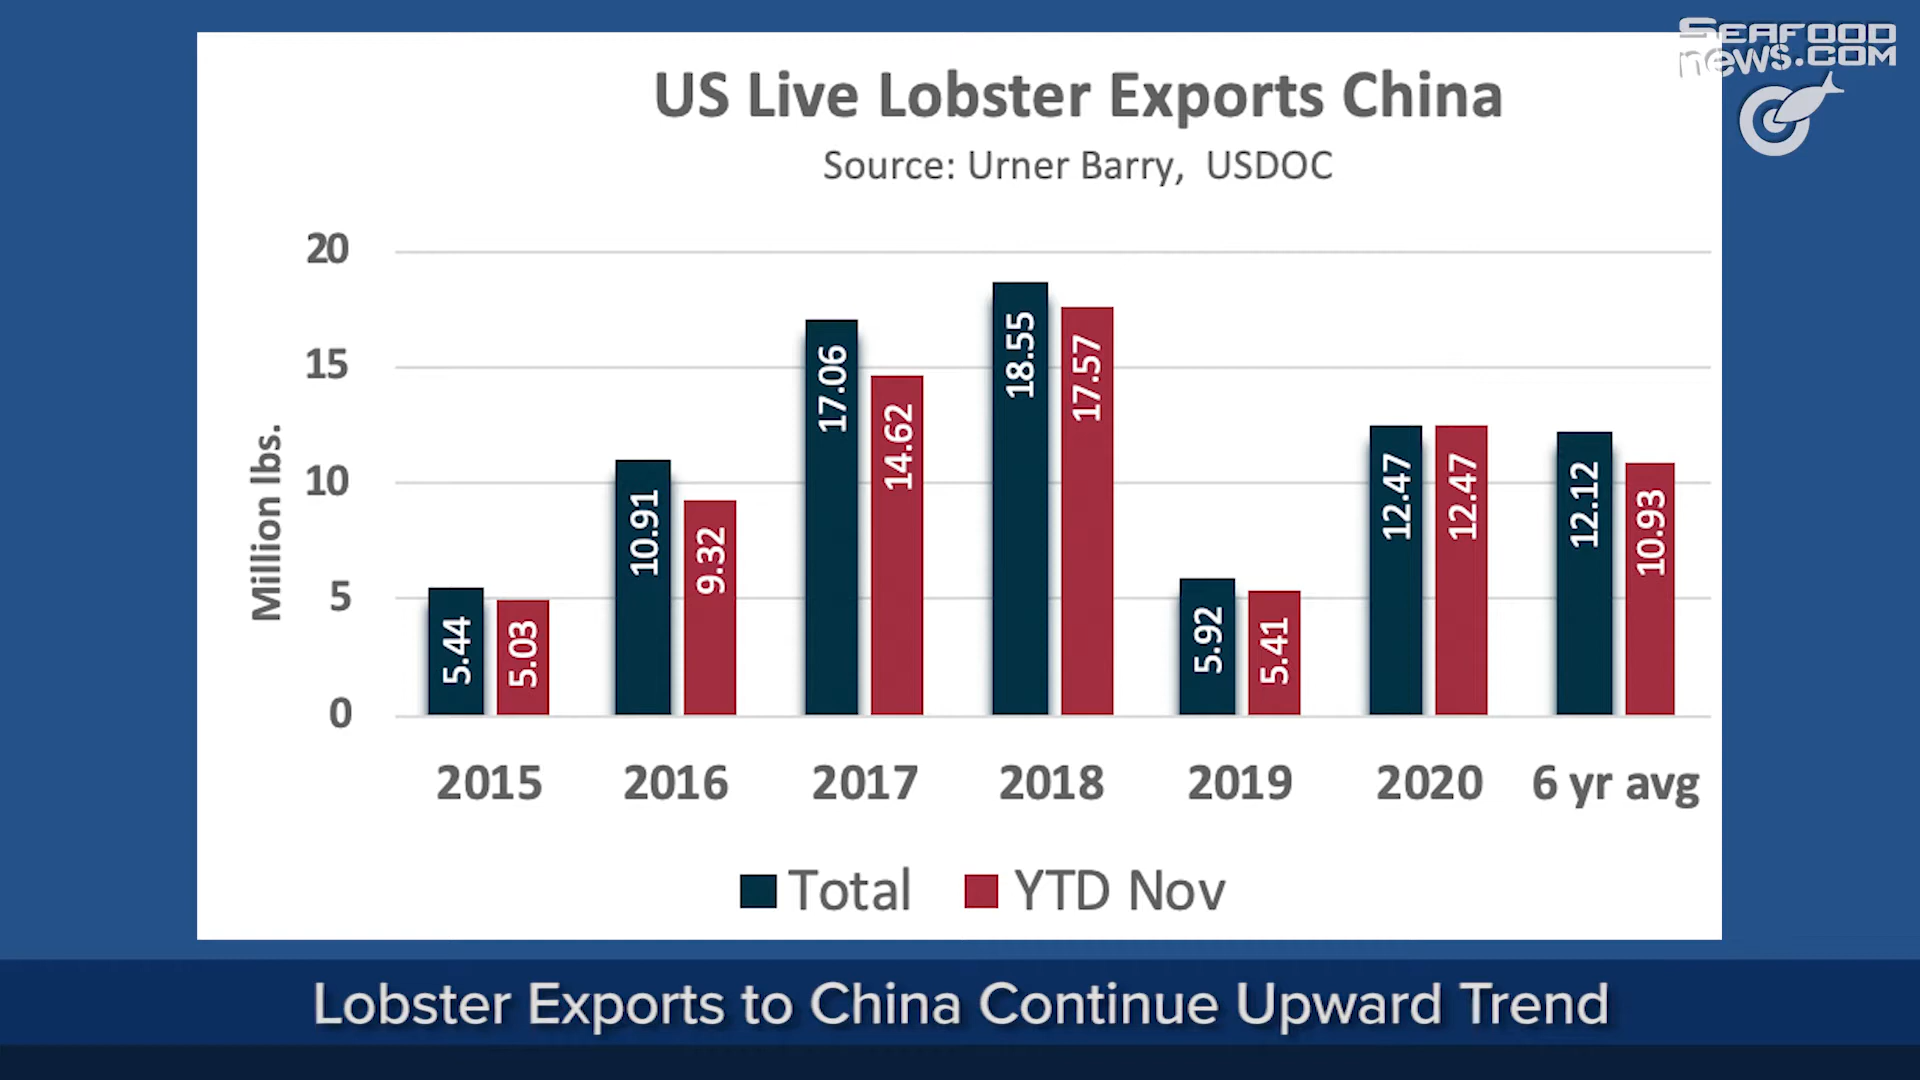 SEAFOOD
news.com
US Live Lobster Exports China
Source: Urner Barry, USDOC
Million lbs.
20
15
10
5
0
5.44
5.03
10.91
9.32
17.06
14.62
18.55
17.57
5.92
5.41
12.47
12.47
12.12
10.93
2015 2016 2017 2018 2019 2020 6 yr avg
Total YTD Nov
Lobster Exports to China Continue Upward Trend